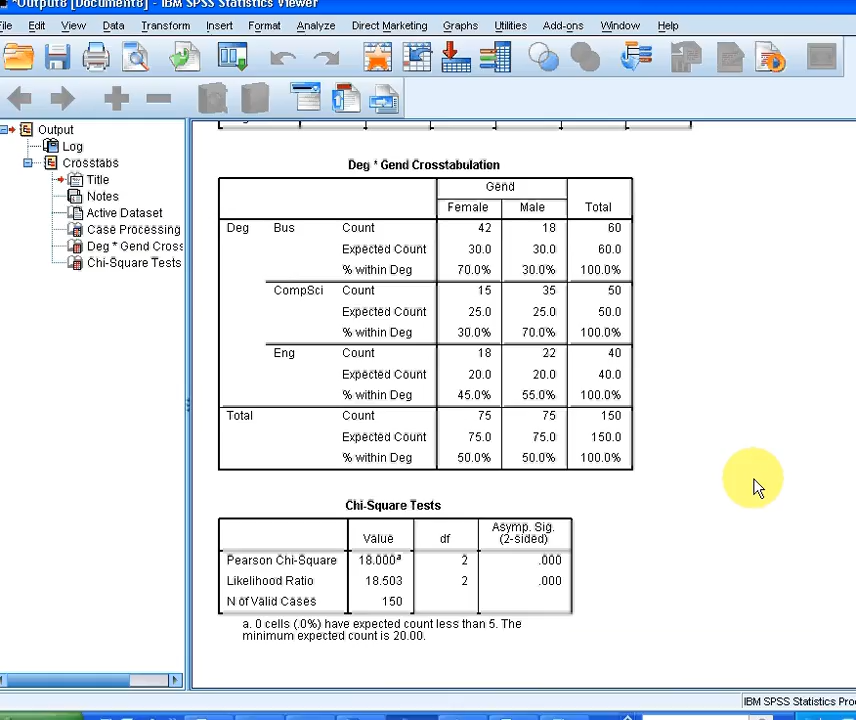 *Output8 [Document8] - IBM SPSS Statistics Viewer
File Edit View Data Transform Insert Format Analyze Direct Marketing Graphs Utilities Add-ons Window Help
Output
Log
Crosstabs
Title
Notes
Active Dataset
Case Processing
Deg * Gend Cross
Chi-Square Tests
Deg * Gend Crosstabulation
Gend
Female Male Total
Deg Bus Count 42 18 60
Expected Count 30.0 30.0 60.0
% within Deg 70.0% 30.0% 100.0%
CompSci Count 15 35 50
Expected Count 25.0 25.0 50.0
% within Deg 30.0% 70.0% 100.0%
Eng Count 18 22 40
Expected Count 20.0 20.0 40.0
% within Deg 45.0% 55.0% 100.0%
Total Count 75 75 150
Expected Count 75.0 75.0 150.0
% within Deg 50.0% 50.0% 100.0%
Chi-Square Tests
Value df Asymp. Sig. (2-sided)
Pearson Chi-Square 18.000a 2 .000
Likelihood Ratio 18.503 2 .000
N of Valid Cases 150
a. 0 cells (.0%) have expected count less than 5. The
minimum expected count is 20.00.
IBM SPSS Statistics Pro